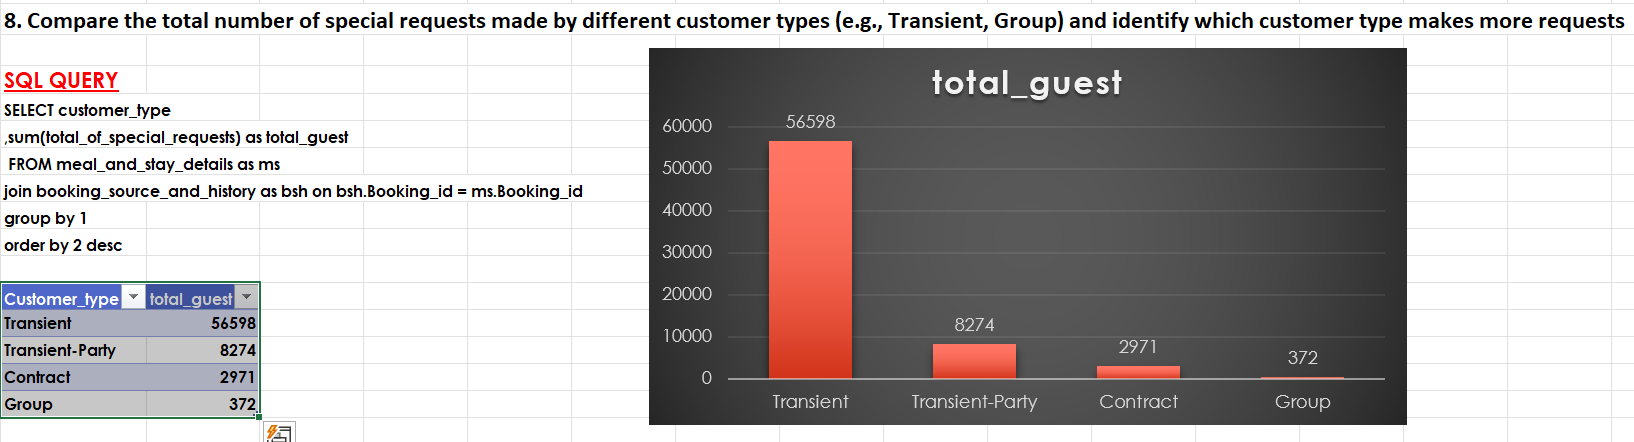 8. Compare the total number of special requests made by different customer types (e.g., Transient, Group) and identify which customer type makes more requests
SQL QUERY
SELECT customer_type
,sum(total_of_special_requests) as total_guest
FROM meal_and_stay_details as ms
join booking_source_and_history as bsh on bsh.Booking_id = ms.Booking_id
group by 1
order by 2 desc
Customer_type total_guest
Transient 56598
Transient-Party 8274
Contract 2971
Group 372
total_guest
60000
50000
40000
30000
20000
10000
0
56598
8274
2971
372
Transient Transient-Party Contract Group